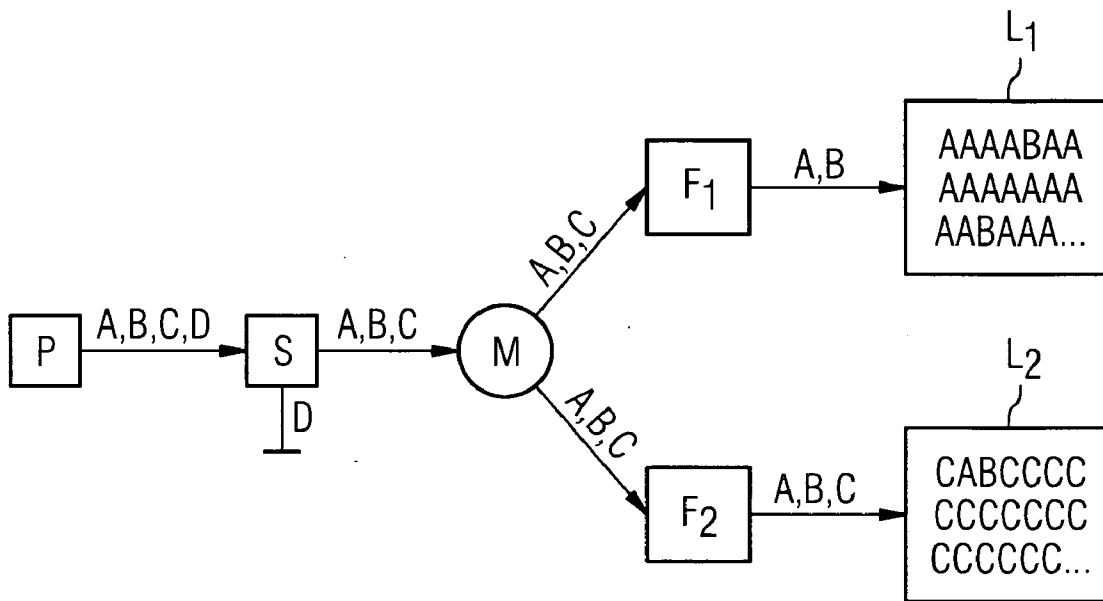 L1
AAAABAA
AAAAAAA
AABAAA...
F1
A,B
A,B,C
P
A,B,C,D
S
A,B,C
M
D
A,B,C
F2
A,B,C
L2
CABCCCC
CCCCCCC
CCCCCC...